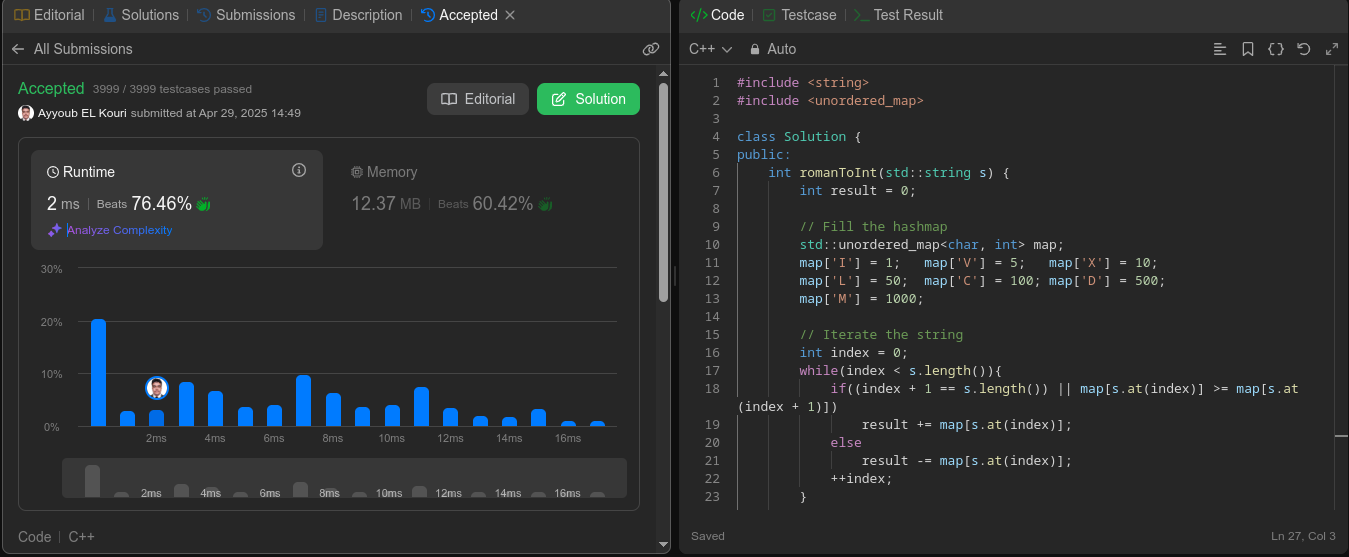 Editorial | Solutions | Submissions | Description | Accepted
All Submissions
Accepted 3999 / 3999 testcases passed
Ayyoub EL Kouri submitted at Apr 29, 2025 14:49
Editorial
Solution
Runtime
2 ms | Beats 76.46%
Analyze Complexity
Memory
12.37 MB | Beats 60.42%
30%
20%
10%
0%
2ms 4ms 6ms 8ms 10ms 12ms 14ms 16ms
2ms 4ms 6ms 8ms 10ms 12ms 14ms 16ms
Code | C++
</> Code | Testcase | >_ Test Result
C++ Auto
1 #include <string>
2 #include <unordered_map>
3
4 class Solution {
5 public:
6     int romanToInt(std::string s) {
7         int result = 0;
8
9         // Fill the hashmap
10         std::unordered_map<char, int> map;
11         map['I'] = 1;   map['V'] = 5;   map['X'] = 10;
12         map['L'] = 50;  map['C'] = 100; map['D'] = 500;
13         map['M'] = 1000;
14
15         // Iterate the string
16         int index = 0;
17         while(index < s.length()){
18             if((index + 1 == s.length()) || map[s.at(index)] >= map[s.at
(index + 1)])
19                 result += map[s.at(index)];
20             else
21                 result -= map[s.at(index)];
22             ++index;
23         }
Saved
Ln 27, Col 3